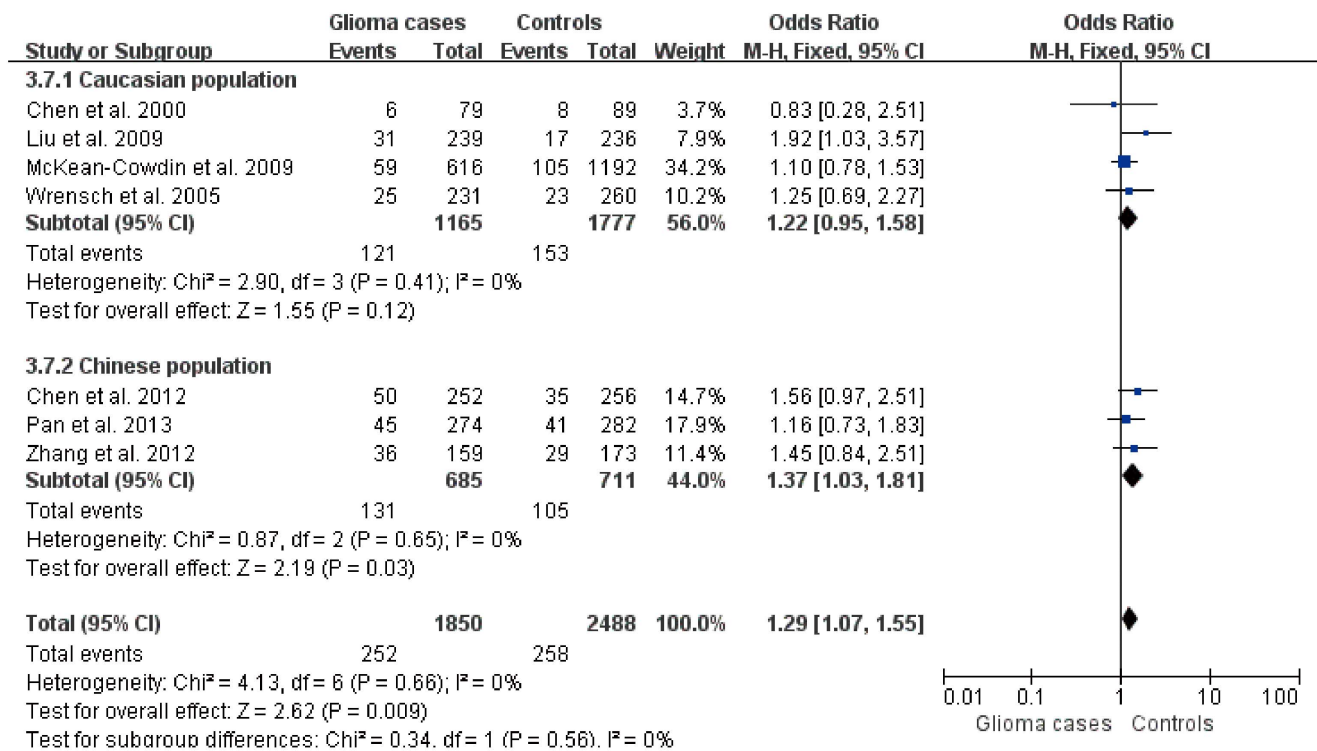 Glioma cases Controls Odds Ratio Odds Ratio
Study or Subgroup Events Total Events Total Weight M-H, Fixed, 95% CI M-H, Fixed, 95% CI
3.7.1 Caucasian population
Chen et al. 2000 6 79 8 89 3.7% 0.83 [0.28, 2.51]
Liu et al. 2009 31 239 17 236 7.9% 1.92 [1.03, 3.57]
McKean-Cowdin et al. 2009 59 616 105 1192 34.2% 1.10 [0.78, 1.53]
Wrensch et al. 2005 25 231 23 260 10.2% 1.25 [0.69, 2.27]
Subtotal (95% CI) 1165 1777 56.0% 1.22 [0.95, 1.58]
Total events 121 153
Heterogeneity: Chi² = 2.90, df = 3 (P = 0.41); I² = 0%
Test for overall effect: Z = 1.55 (P = 0.12)
3.7.2 Chinese population
Chen et al. 2012 50 252 35 256 14.7% 1.56 [0.97, 2.51]
Pan et al. 2013 45 274 41 282 17.9% 1.16 [0.73, 1.83]
Zhang et al. 2012 36 159 29 173 11.4% 1.45 [0.84, 2.51]
Subtotal (95% CI) 685 711 44.0% 1.37 [1.03, 1.81]
Total events 131 105
Heterogeneity: Chi² = 0.87, df = 2 (P = 0.65); I² = 0%
Test for overall effect: Z = 2.19 (P = 0.03)
Total (95% CI) 1850 2488 100.0% 1.29 [1.07, 1.55]
Total events 252 258
Heterogeneity: Chi² = 4.13, df = 6 (P = 0.66); I² = 0%
Test for overall effect: Z = 2.62 (P = 0.009)
Test for subgroup differences: Chi² = 0.34, df = 1 (P = 0.56), I² = 0%
0.01 0.1 1 10 100
Glioma cases Controls